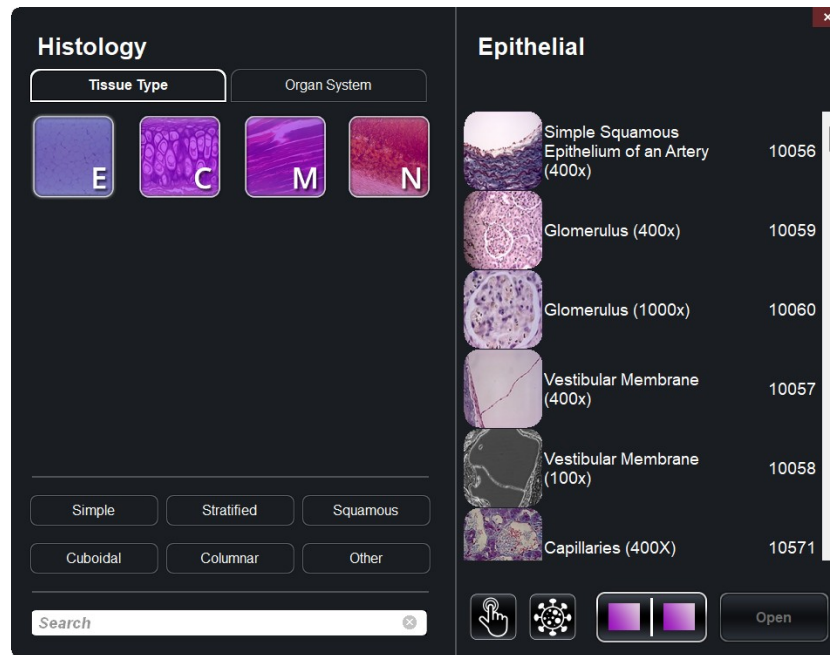 Histology
Tissue Type
Organ System
E
C
M
N
Simple
Stratified
Squamous
Cuboidal
Columnar
Other
Search
Epithelial
Simple Squamous
Epithelium of an Artery
(400x)
10056
Glomerulus (400x)
10059
Glomerulus (1000x)
10060
Vestibular Membrane
(400x)
10057
Vestibular Membrane
(100x)
10058
Capillaries (400X)
10571
Open